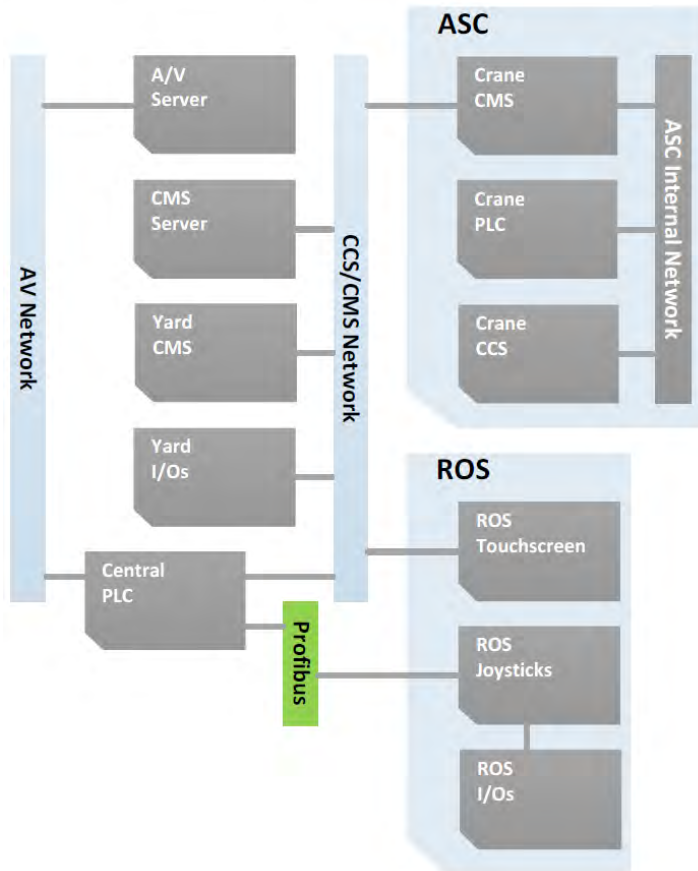 ASC
A/V
Server
Crane
CMS
CMS
Server
Crane
PLC
ASC Internal Network
AV Network
CCS/CMS Network
Yard
CMS
Crane
CCS
Yard
I/Os
ROS
ROS
Touchscreen
Central
PLC
Profibus
ROS
Joysticks
ROS
I/Os